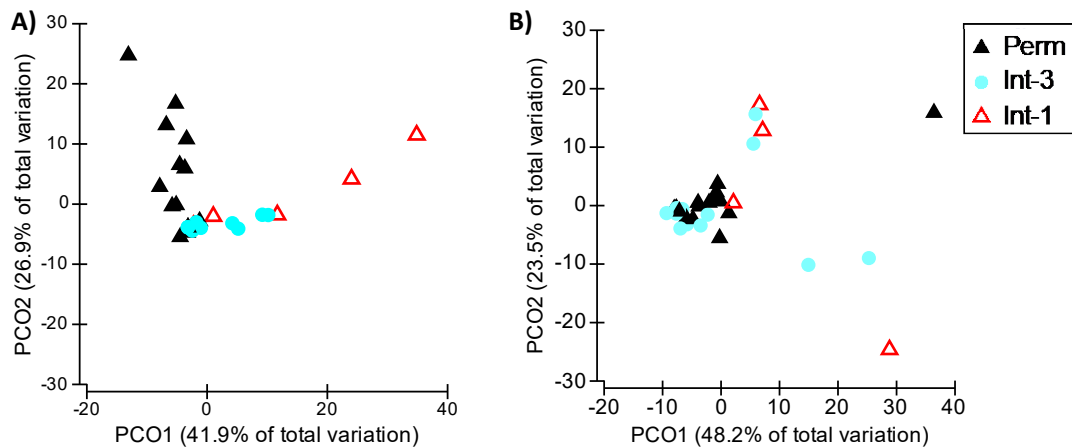 A)
30
20
10
0
-10
-20
-30
PCO2 (26.9% of total variation)
-20 0 20 40
PCO1 (41.9% of total variation)
B)
30
20
10
0
-10
-20
-30
PCO2 (23.5% of total variation)
-20 -10 0 10 20 30 40
PCO1 (48.2% of total variation)
Perm
Int-3
Int-1